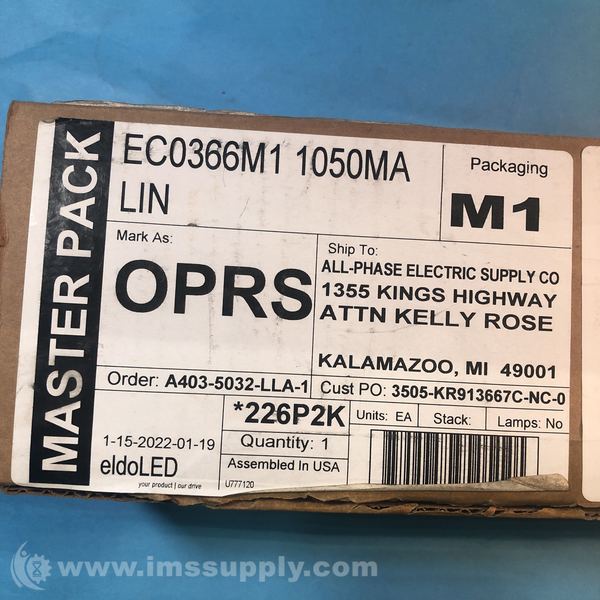 MASTER PACK
EC0366M1 1050MA
LIN
Packaging
M1
Mark As:
OPRS
Ship To:
ALL-PHASE ELECTRIC SUPPLY CO
1355 KINGS HIGHWAY
ATTN KELLY ROSE
KALAMAZOO, MI 49001
Order: A403-5032-LLA-1
Cust PO: 3505-KR913667C-NC-0
*226P2K
Units: EA
Stack:
Lamps: No
1-15-2022-01-19
Quantity: 1
eldoLED
your product | our drive
Assembled In USA
U777120
www.imssupply.com